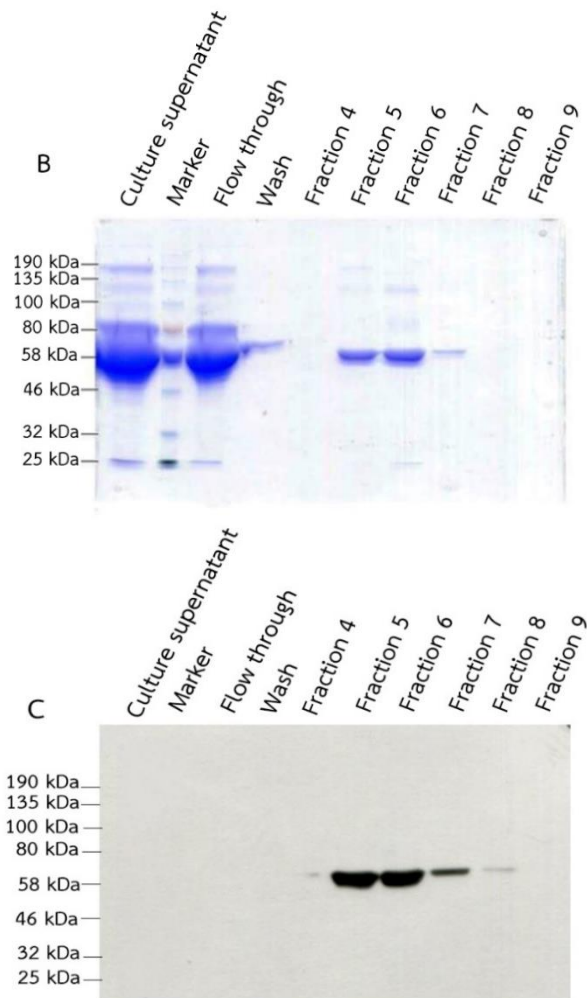 B
Culture supernatant
Marker
Flow through
Wash
Fraction 4
Fraction 5
Fraction 6
Fraction 7
Fraction 8
Fraction 9
190 kDa
135 kDa
100 kDa
80 kDa
58 kDa
46 kDa
32 kDa
25 kDa
C
Culture supernatant
Marker
Flow through
Wash
Fraction 4
Fraction 5
Fraction 6
Fraction 7
Fraction 8
Fraction 9
190 kDa
135 kDa
100 kDa
80 kDa
58 kDa
46 kDa
32 kDa
25 kDa